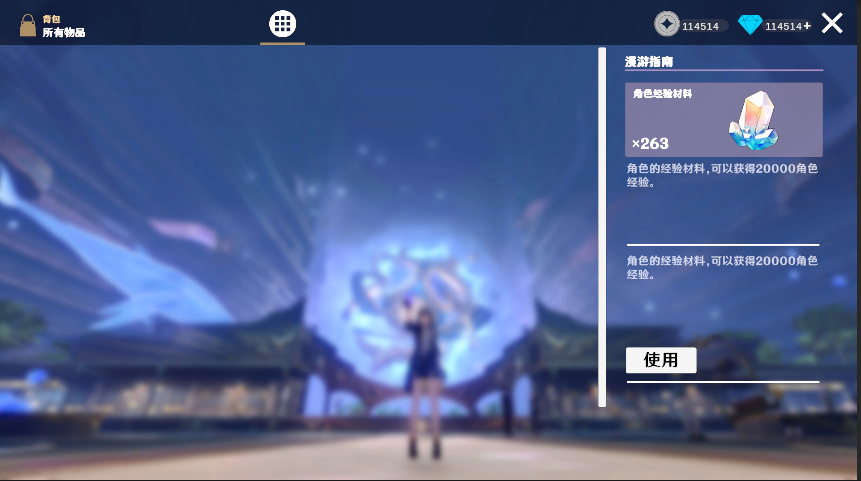 背包
所有物品
114514
114514+
漫游指南
角色经验材料
×263
角色的经验材料,可以获得20000角色
经验。
角色的经验材料,可以获得20000角色
经验。
使用